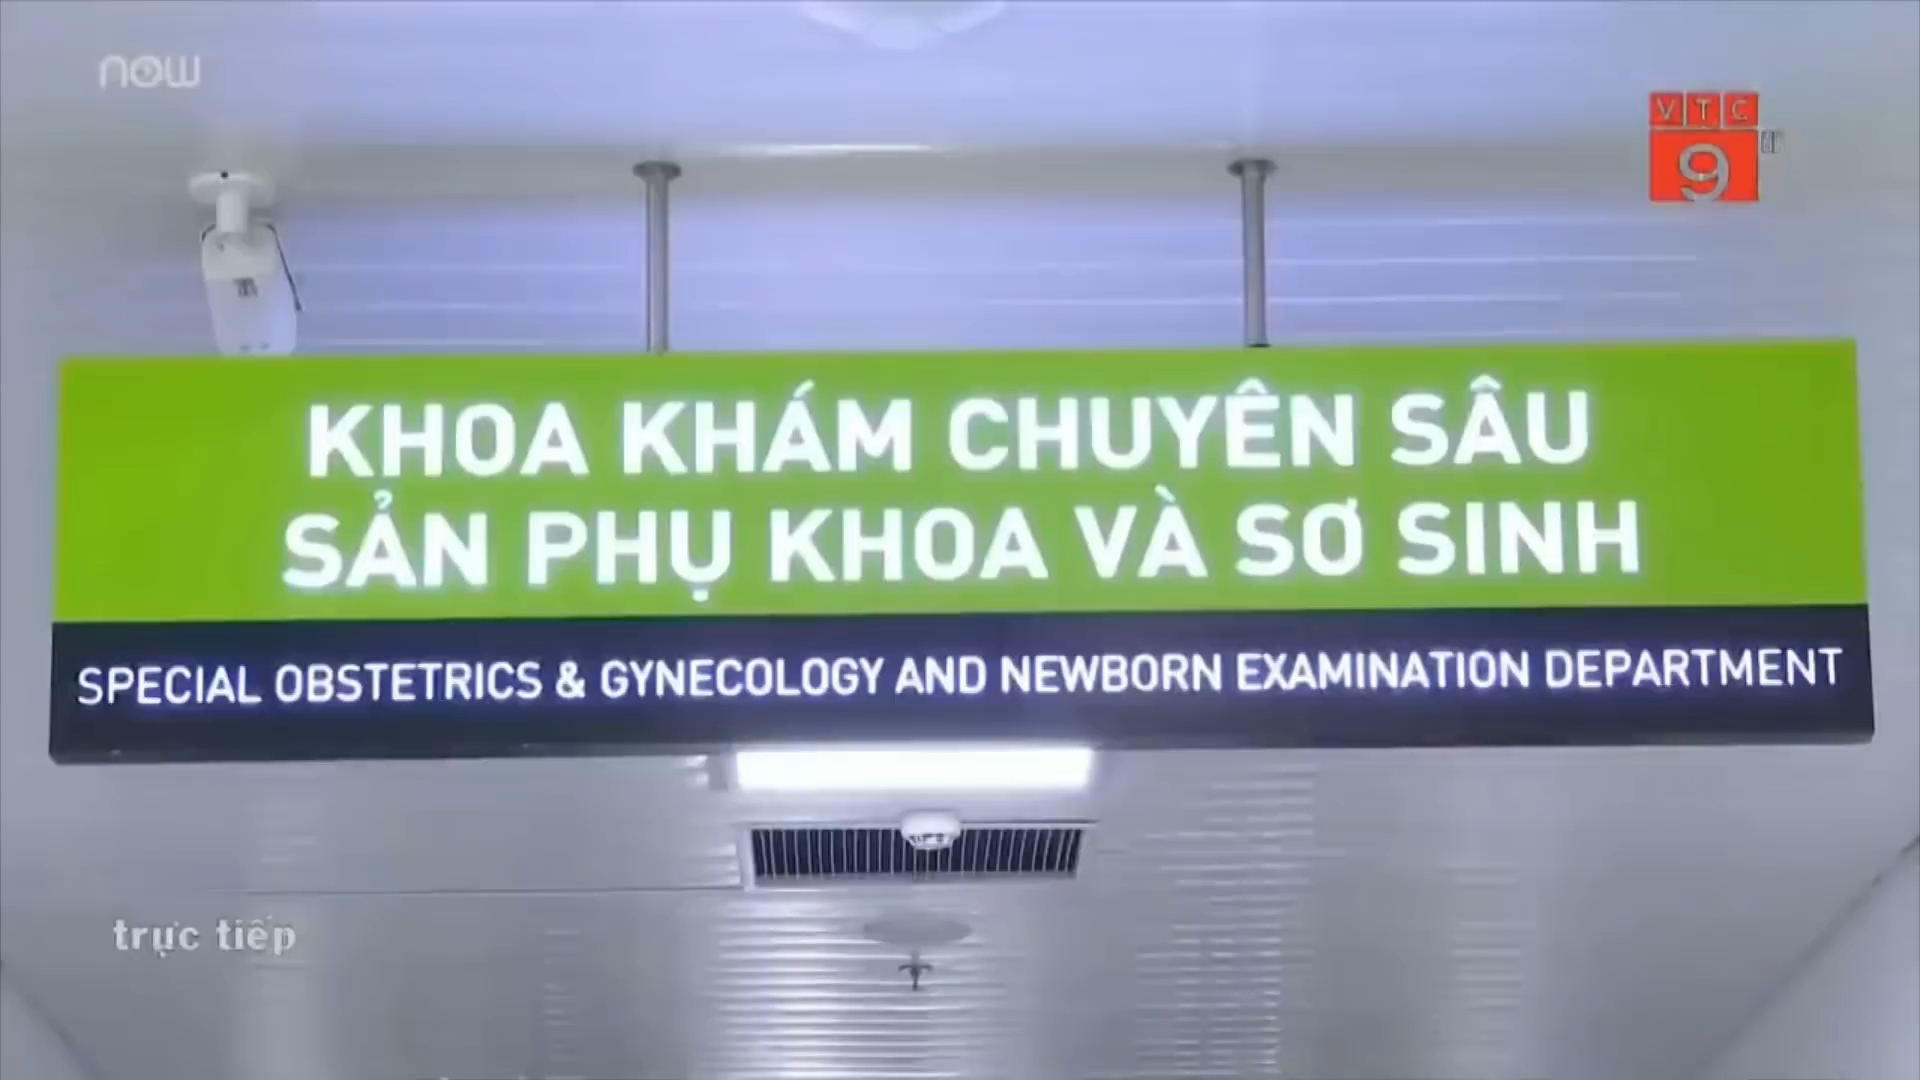 now
VTC
9
KHOA KHÁM CHUYÊN SÂU
SẢN PHỤ KHOA VÀ SƠ SINH
SPECIAL OBSTETRICS & GYNECOLOGY AND NEWBORN EXAMINATION DEPARTMENT
trực tiếp